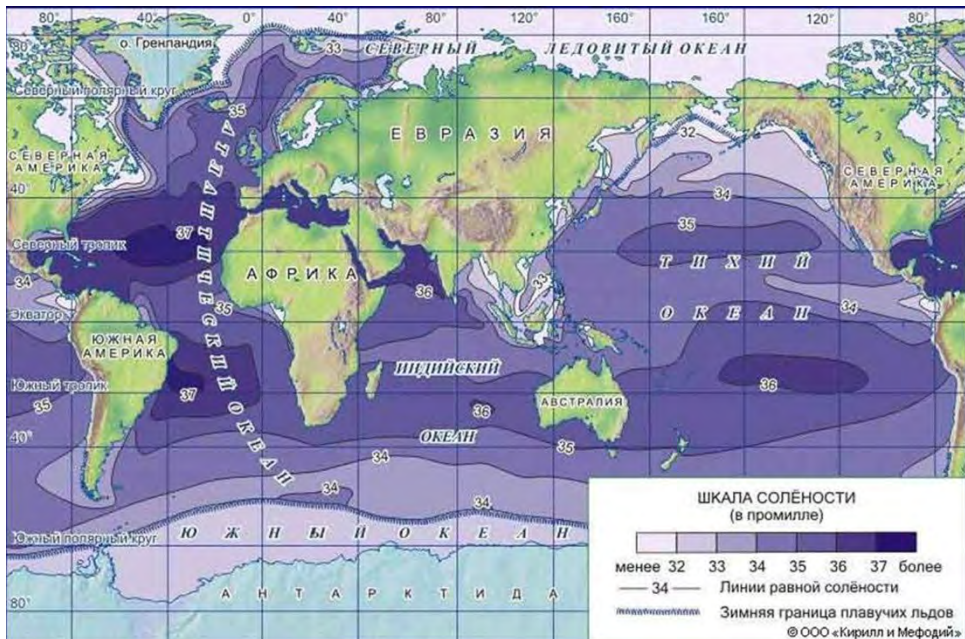 80° 40° 0° 40° 80° 120° 160° 160° 120° 80°
80°
о. Гренландия
33
СЕВЕРНЫЙ ЛЕДОВИТЫЙ ОКЕАН
Северный полярный круг
35
32
ЕВРАЗИЯ
СЕВЕРНАЯ АМЕРИКА
СЕВЕРНАЯ АМЕРИКА
40°
34
35
37
Северный тропик
АТЛАНТИЧЕСКИЙ ОКЕАН
АФРИКА
ТИХИЙ
34
36
33
34
Экватор
35
ОКЕАН
ЮЖНАЯ АМЕРИКА
ИНДИЙСКИЙ
Южный тропик
37
36
АВСТРАЛИЯ
36
35
40°
ОКЕАН
35
34
34
34
ЮЖНЫЙ ОКЕАН
Южный полярный круг
АНТАРКТИДА
80°
ШКАЛА СОЛЁНОСТИ
(в промилле)
менее 32 33 34 35 36 37 более
34 Линии равной солёности
Зимняя граница плавучих льдов
© ООО «Кирилл и Мефодий»